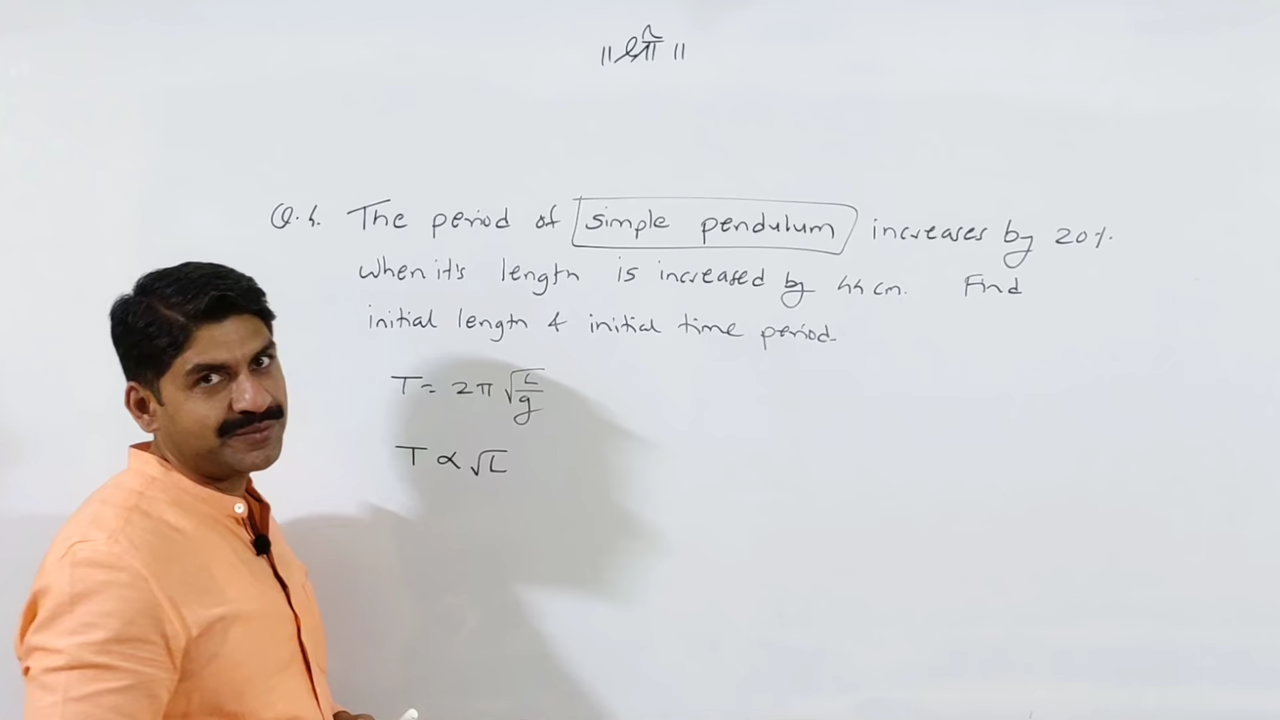 ॥ श्री ॥
Q.4. The period of simple pendulum increases by 20%.
when it's length is increased by 44 cm. Find
initial length & initial time period.
T = 2π √L/g
T ∝ √L